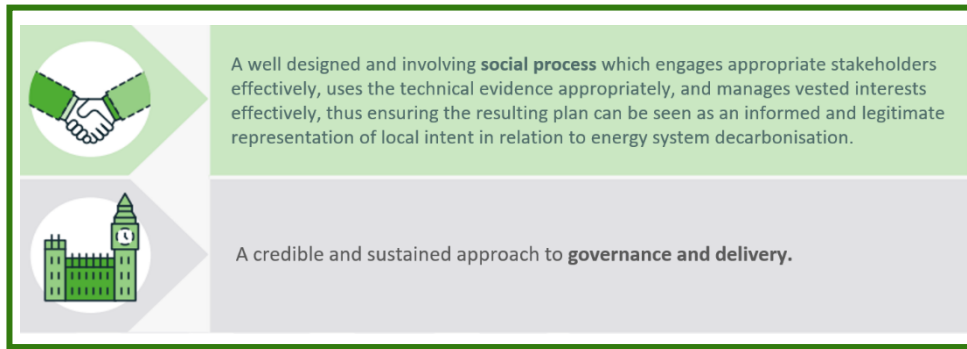 A well designed and involving social process which engages appropriate stakeholders
effectively, uses the technical evidence appropriately, and manages vested interests
effectively, thus ensuring the resulting plan can be seen as an informed and legitimate
representation of local intent in relation to energy system decarbonisation.
A credible and sustained approach to governance and delivery.